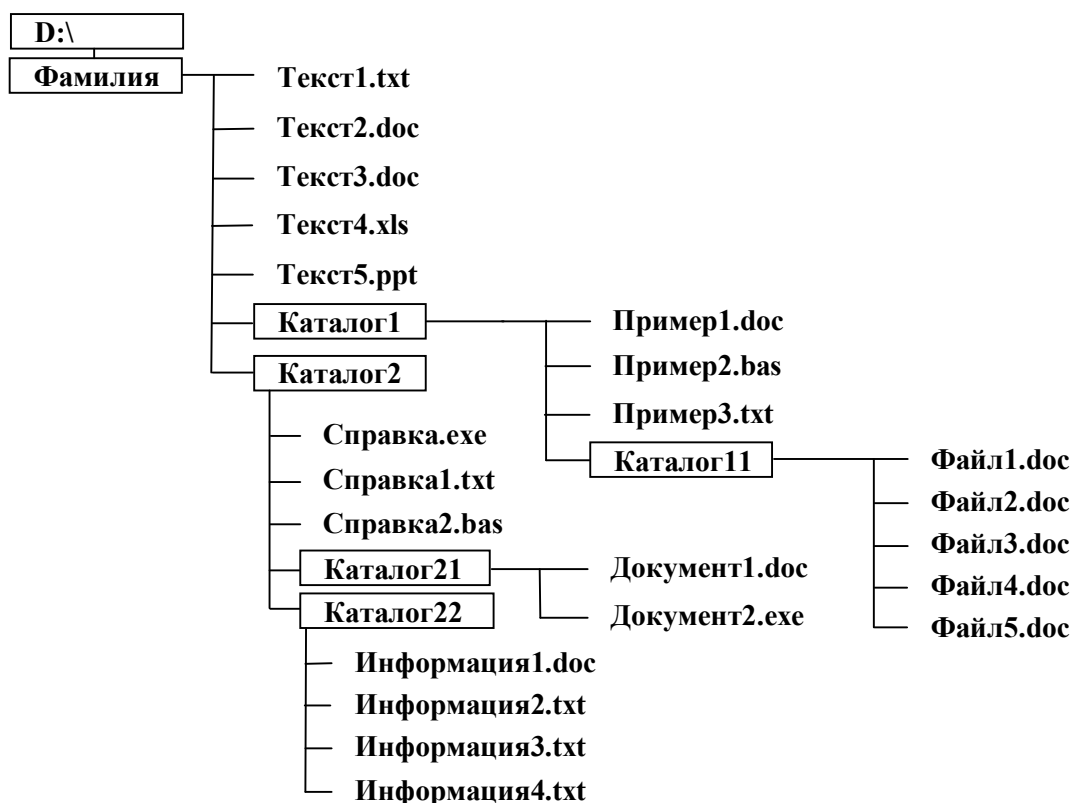 D:\
Фамилия
Текст1.txt
Текст2.doc
Текст3.doc
Текст4.xls
Текст5.ppt
Каталог1
Пример1.doc
Пример2.bas
Пример3.txt
Каталог11
Файл1.doc
Файл2.doc
Файл3.doc
Файл4.doc
Файл5.doc
Каталог2
Справка.exe
Справка1.txt
Справка2.bas
Каталог21
Документ1.doc
Документ2.exe
Каталог22
Информация1.doc
Информация2.txt
Информация3.txt
Информация4.txt